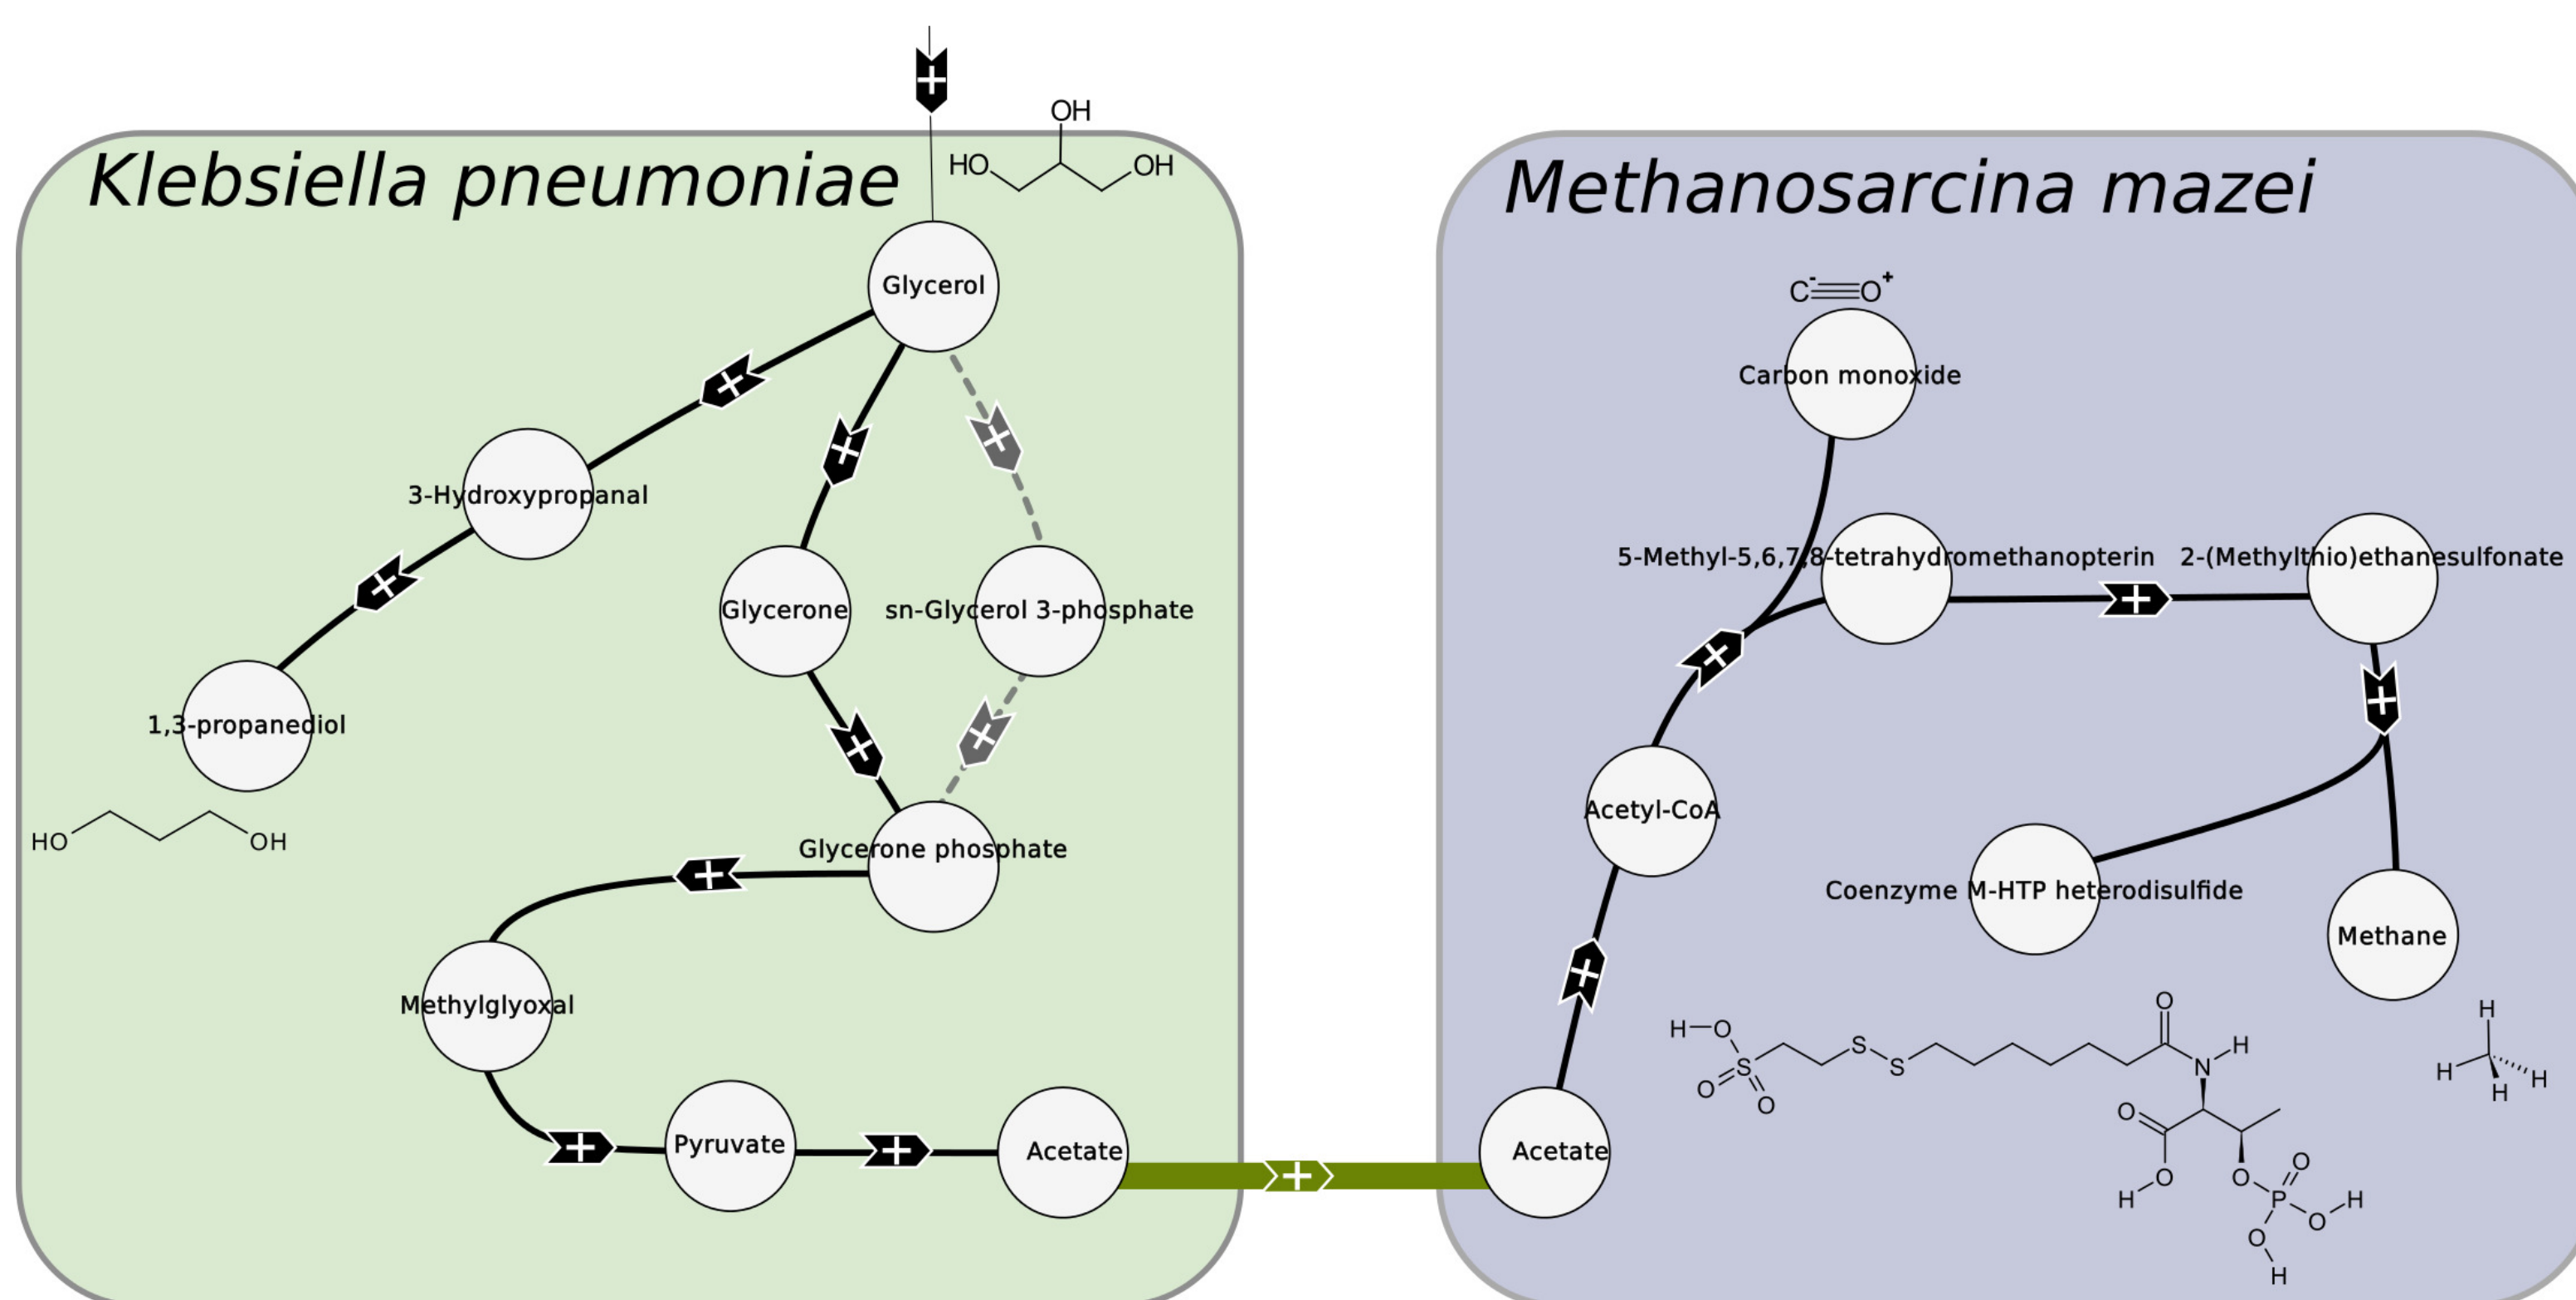 Klebsiella pneumoniae
OH
HO
OH
Glycerol
3-Hydroxypropanal
Glycerone
sn-Glycerol 3-phosphate
1,3-propanediol
HO
OH
Glycerone phosphate
Methylglyoxal
Pyruvate
Acetate
Methanosarcina mazei
C≡O
- +
Carbon monoxide
5-Methyl-5,6,7,8-tetrahydromethanopterin
2-(Methylthio)ethanesulfonate
Acetyl-CoA
Coenzyme M-HTP heterodisulfide
Methane
Acetate
H O
S
O
O
S
S
O
N
H
O
O
H
O
P
O
O
H
O
H
H
H
H
H